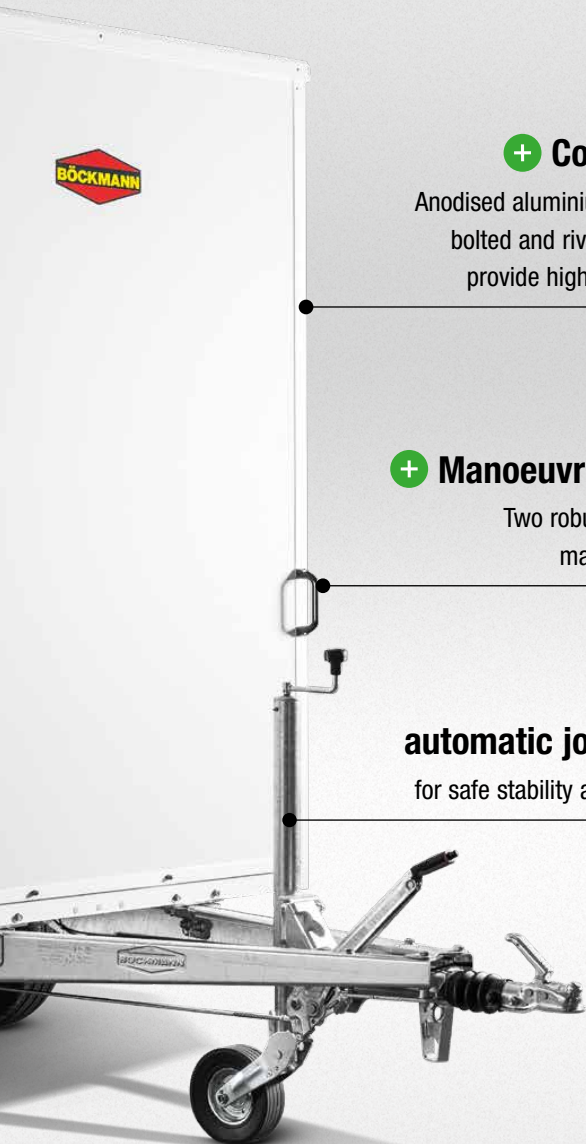 BÖCKMANN
+ Co
Anodised aluminiu
bolted and riv
provide high
+ Manoeuvr
Two robu
ma
automatic jo
for safe stability a
BÖCKMANN